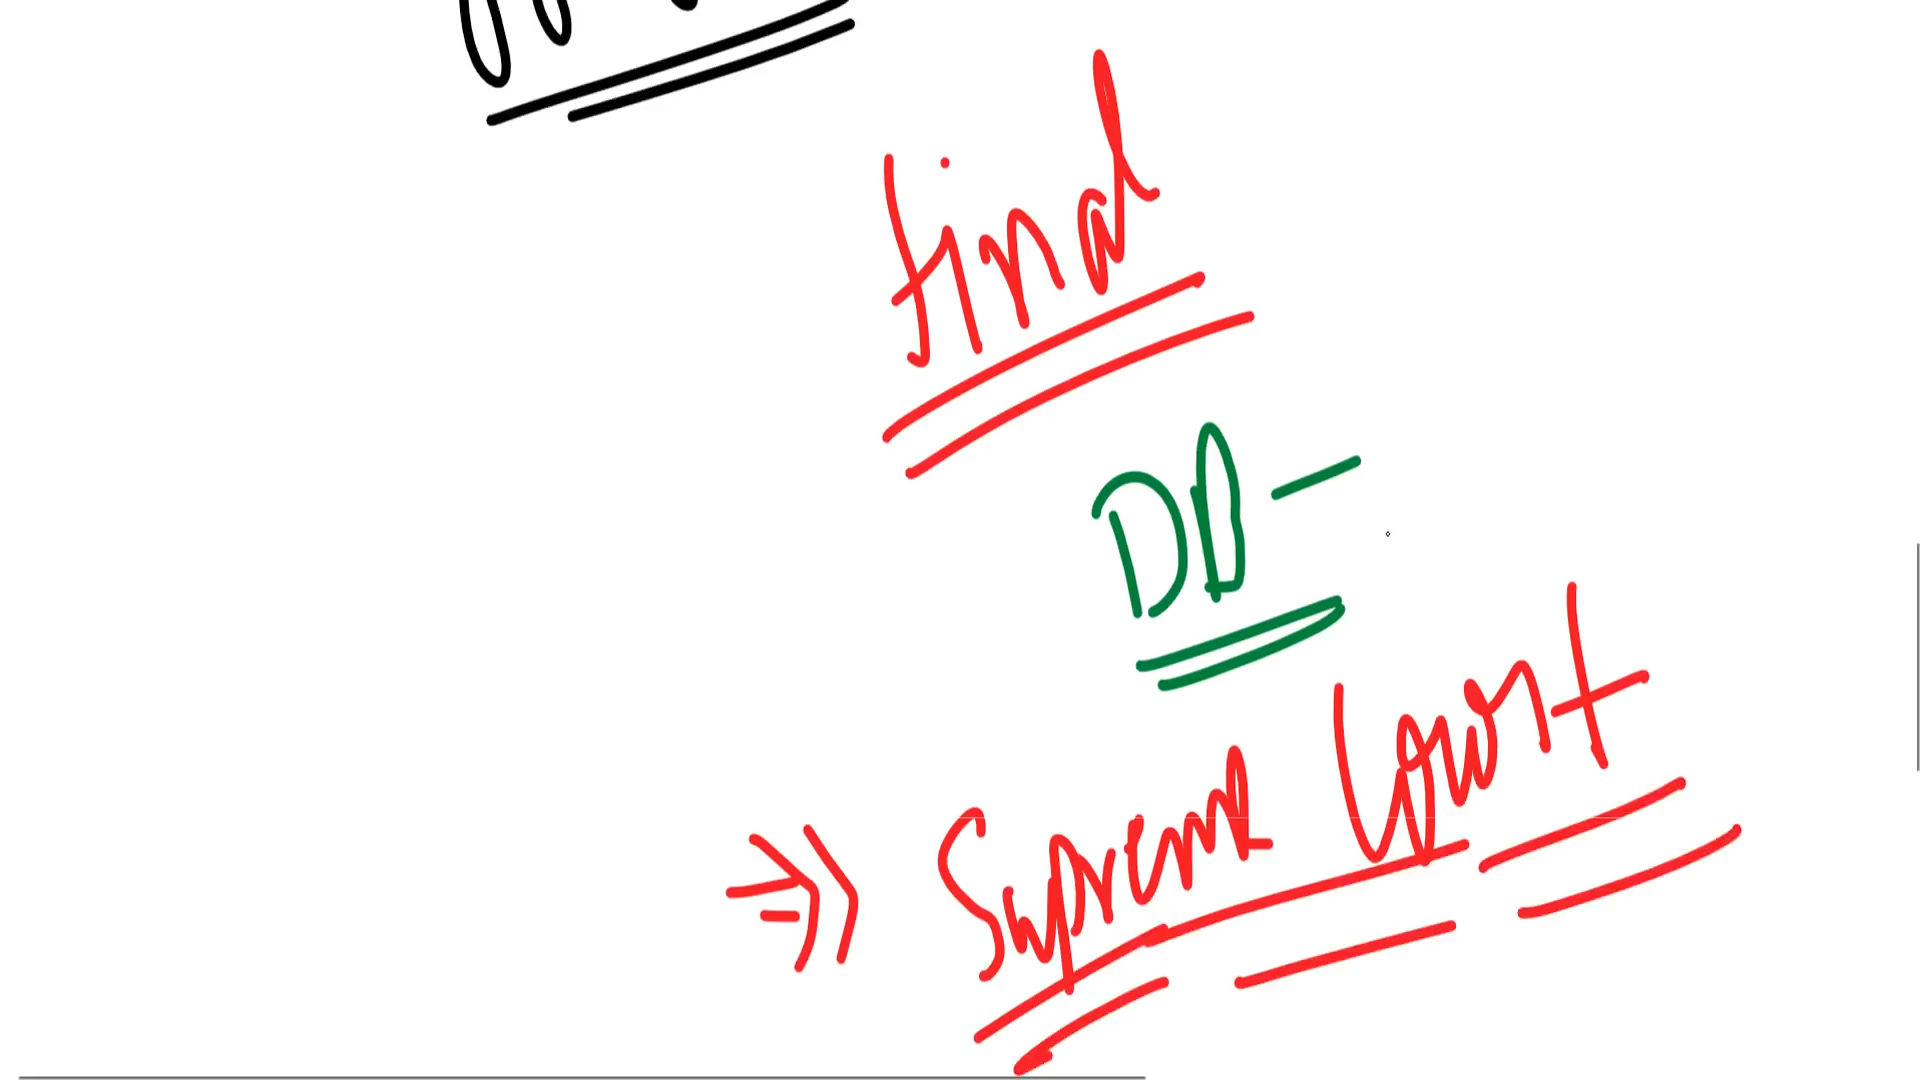 final
DB -
⇒ Supreme Court